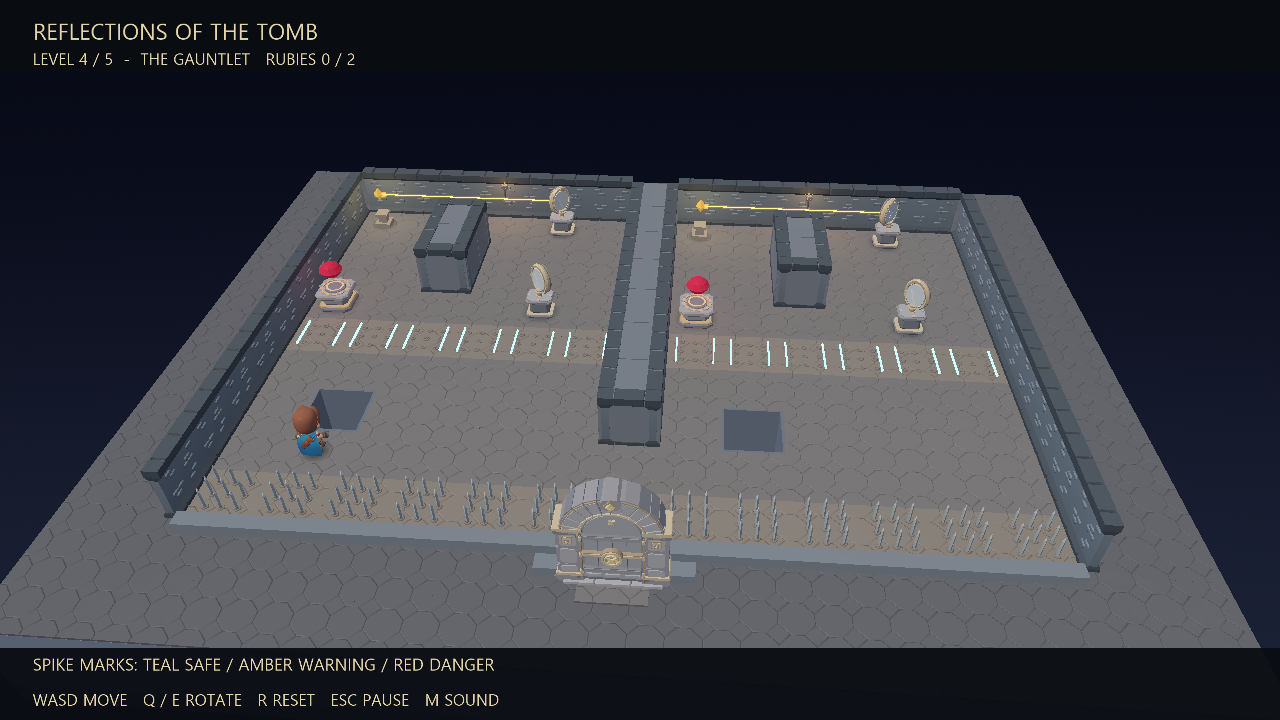 REFLECTIONS OF THE TOMB
LEVEL 4 / 5 - THE GAUNTLET RUBIES 0 / 2
SPIKE MARKS: TEAL SAFE / AMBER WARNING / RED DANGER
WASD MOVE Q / E ROTATE R RESET ESC PAUSE M SOUND